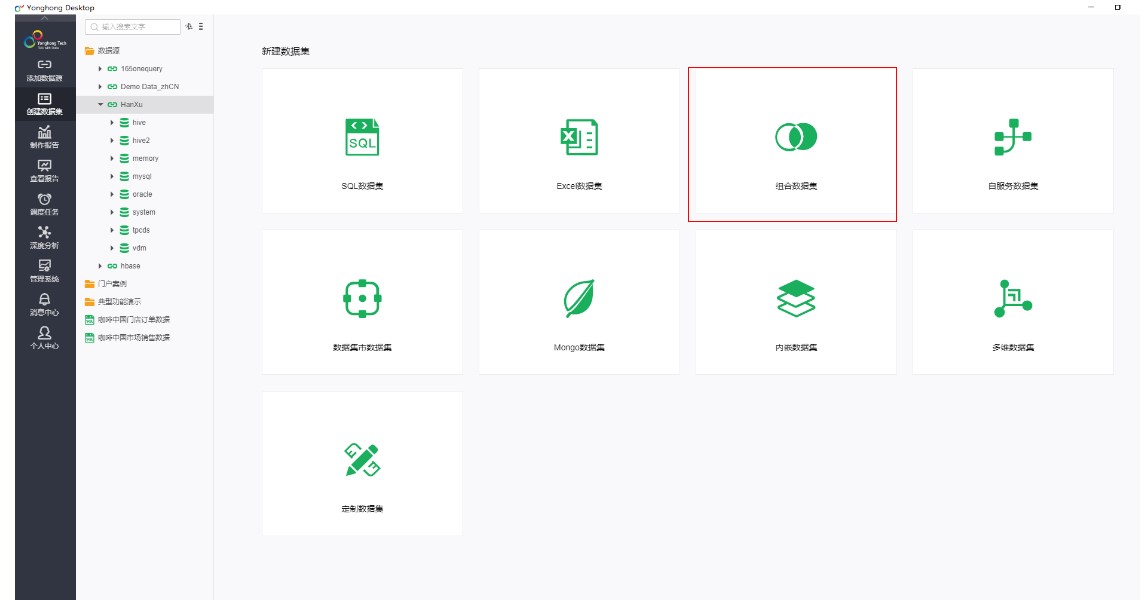 Yonghong Desktop
Yonghong Tech
添加数据源
创建数据集
制作报告
查看报告
调度任务
深度分析
管理系统
消息中心
个人中心
输入搜索文字
数据源
155onequery
Demo Data_zhCN
HanXu
hive
hive2
memory
mysql
oracle
system
tpcds
vdm
hbase
门户案例
典型功能演示
咖啡中国门店订单数据
咖啡中国市场销售数据
新建数据集
SQL
SQL数据集
Excel数据集
组合数据集
自服务数据集
数据集市数据集
Mongo数据集
内嵌数据集
多维数据集
定制数据集